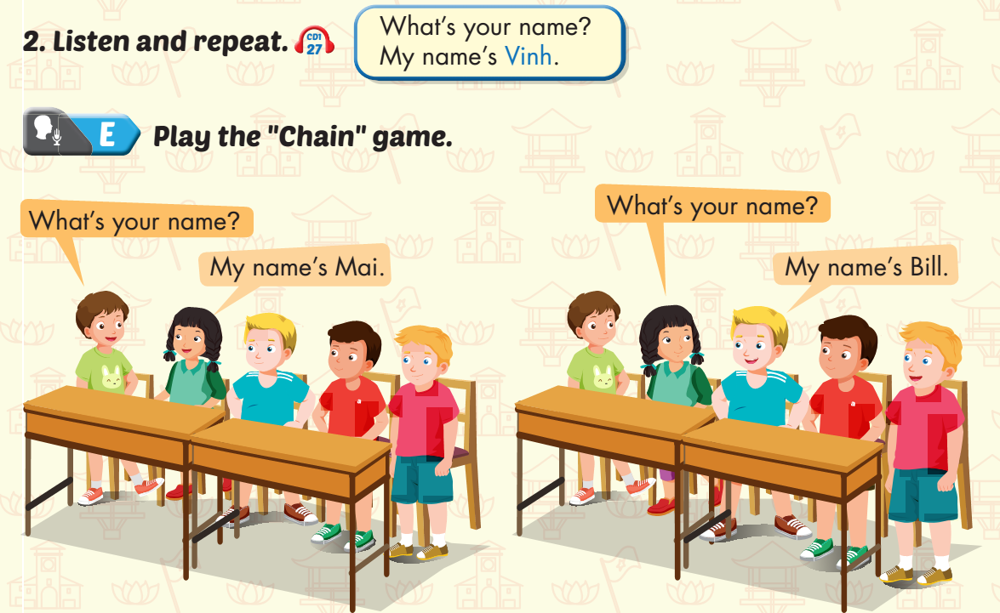 2. Listen and repeat. CD1 27
What's your name?
My name's Vinh.
E Play the "Chain" game.
What's your name?
My name's Mai.
What's your name?
My name's Bill.